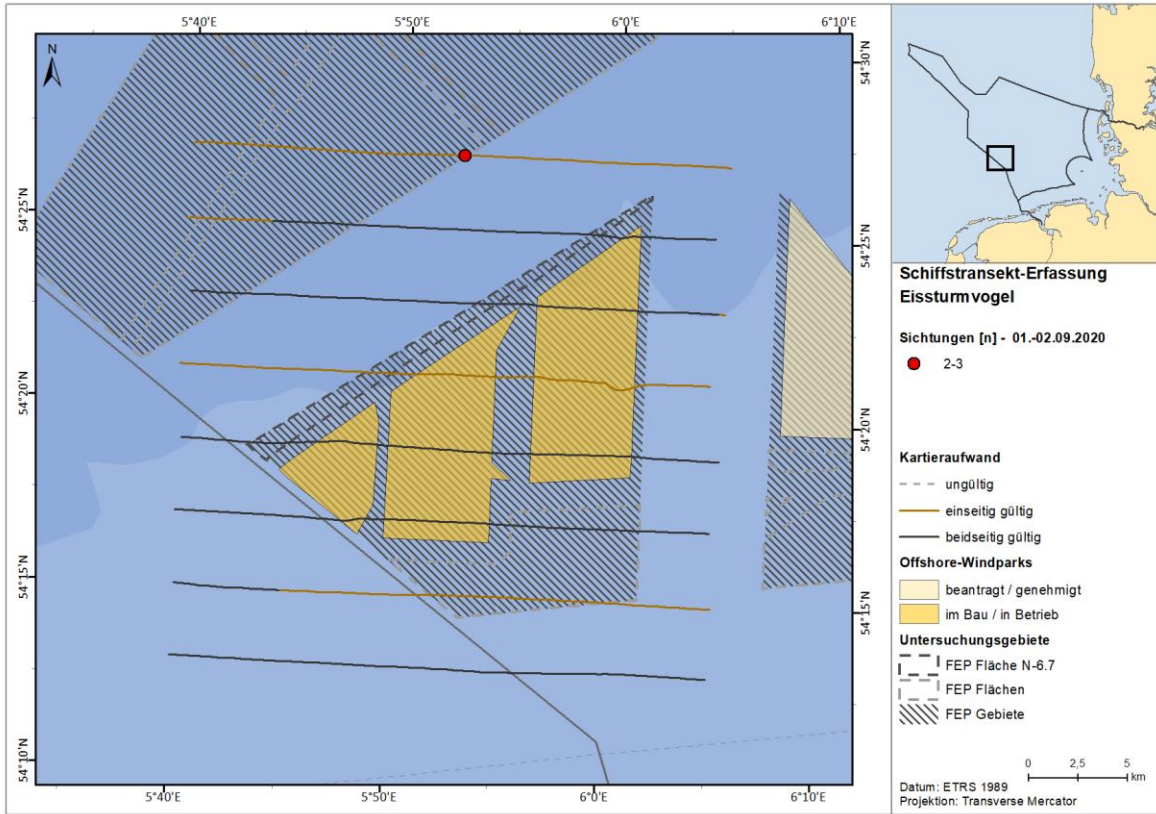 5°40'E 5°50'E 6°0'E 6°10'E
N
54°30'N
54°25'N
54°25'N
54°20'N
54°20'N
54°15'N
54°15'N
54°10'N
5°40'E 5°50'E 6°0'E 6°10'E
Schiffstransekt-Erfassung
Eissturmvogel
Sichtungen [n] - 01.-02.09.2020
2-3
Kartieraufwand
ungültig
einseitig gültig
beidseitig gültig
Offshore-Windparks
beantragt / genehmigt
im Bau / in Betrieb
Untersuchungsgebiete
FEP Fläche N-6.7
FEP Flächen
FEP Gebiete
0 2,5 5
km
Datum: ETRS 1989
Projektion: Transverse Mercator